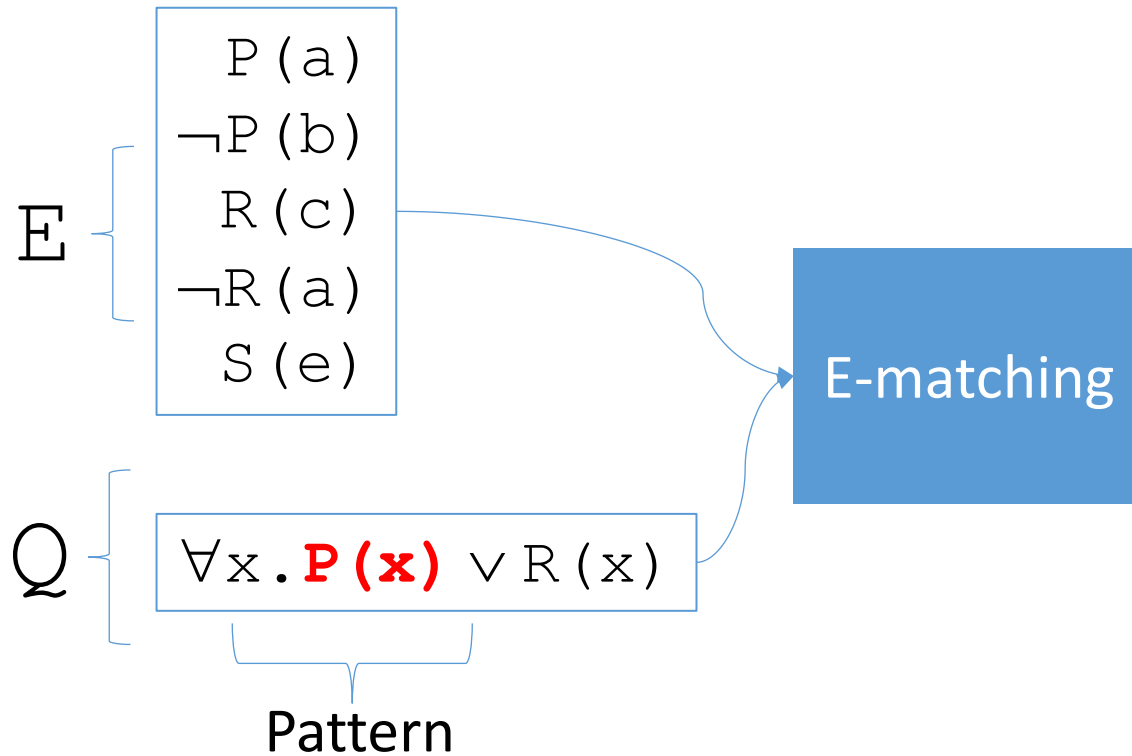 P(a)
¬P(b)
E
R(c)
¬R(a)
S(e)
E-matching
Q
∀x.P(x) ∨ R(x)
Pattern